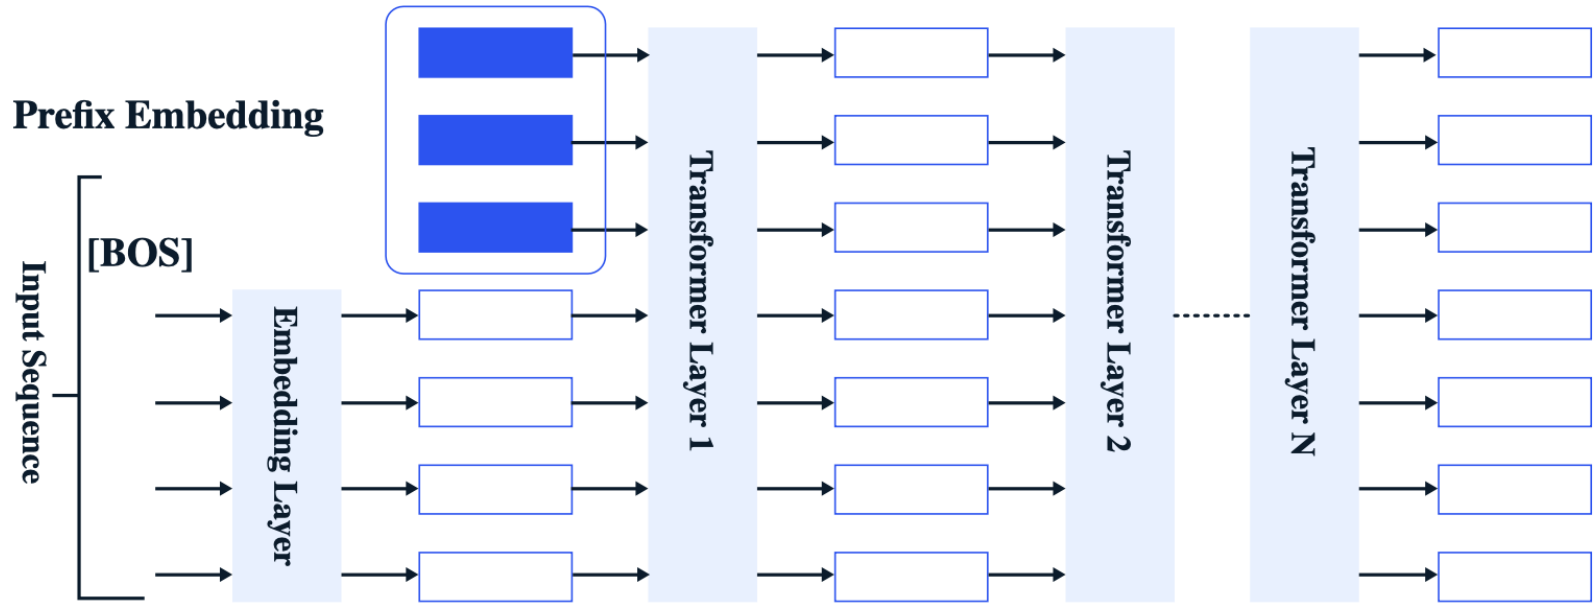 Prefix Embedding
[BOS]
Input Sequence
Embedding Layer
Transformer Layer 1
Transformer Layer 2
Transformer Layer N